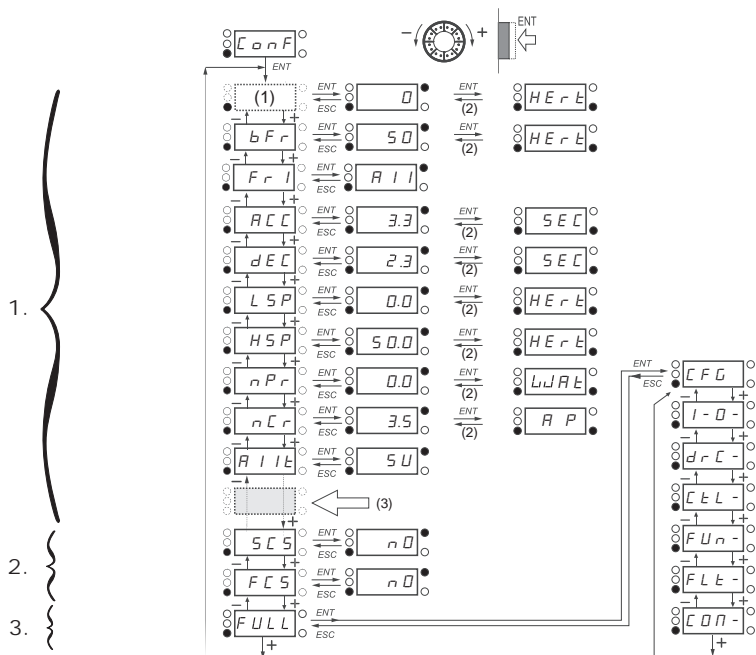 ENT
− +
ConF
ENT
(1) ENT ESC 0 ENT (2) HErt
− +
bFr ENT ESC 50 ENT (2) HErt
− +
Fr1 ENT ESC A11
− +
ACC ENT ESC 3.3 ENT (2) SEC
− +
dEC ENT ESC 2.3 ENT (2) SEC
− +
LSP ENT ESC 0.0 ENT (2) HErt
− +
HSP ENT ESC 50.0 ENT (2) HErt
− +
nPr ENT ESC 0.0 ENT (2) WAt
− +
nCr ENT ESC 3.5 ENT (2) A P
− +
A11t ENT ESC 5U
− (3)
+
SCS ENT ESC nO
− +
FCS ENT ESC nO
− +
FULL ENT ESC
+
1.
2.
3.
ENT ESC CFG
− +
I-O-
− +
drC-
− +
CtL-
− +
FUn-
− +
FLt-
− +
COM-
+